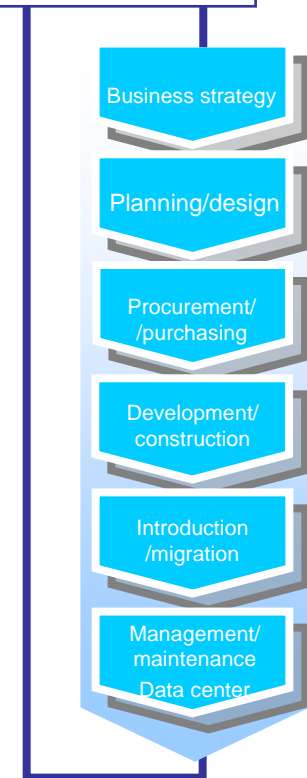 Business strategy
Planning/design
Procurement/
/purchasing
Development/
construction
Introduction
/migration
Management/
maintenance
Data center